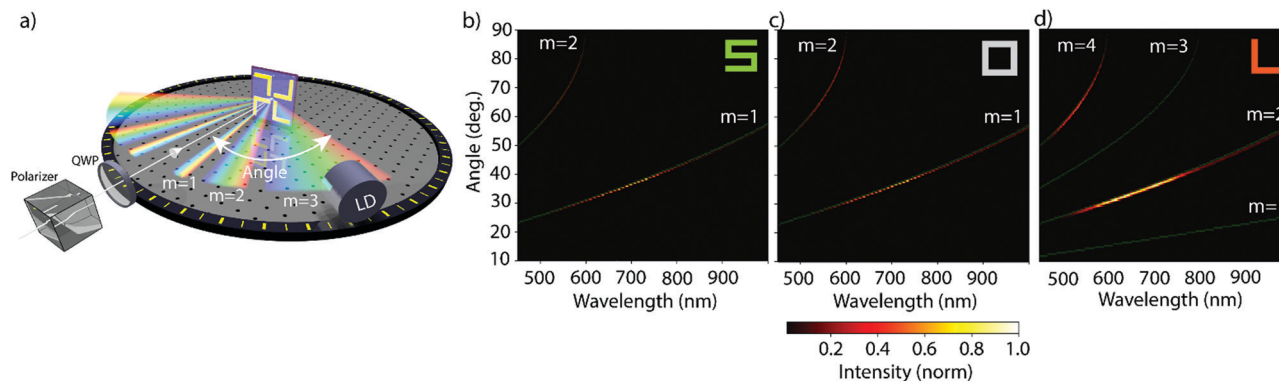 a)
Polarizer
QWP
Angle
m=1
m=2
m=3
LD
b)
90
80
70
60
50
40
30
20
10
Angle (deg.)
m=2
m=1
500 600 700 800 900
Wavelength (nm)
c)
m=2
m=1
500 600 700 800 900
Wavelength (nm)
d)
m=4
m=3
m=2
m=
500 600 700 800 900
Wavelength (nm)
0.2 0.4 0.6 0.8 1.0
Intensity (norm)